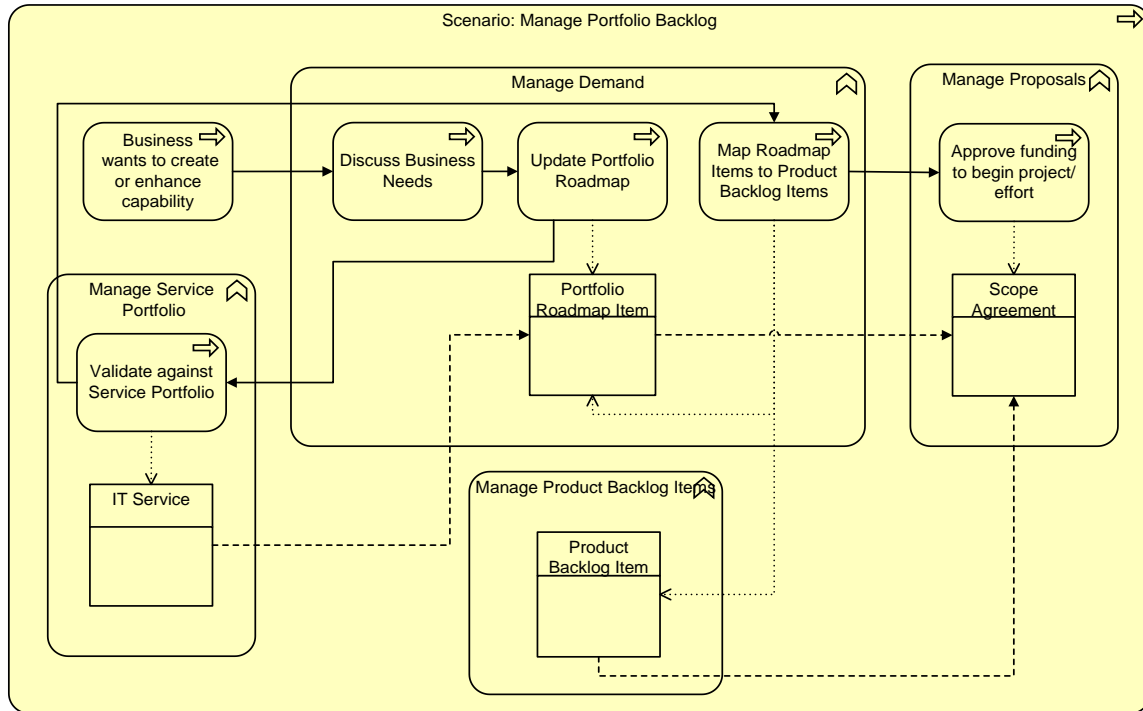 Scenario: Manage Portfolio Backlog
Manage Demand
Manage Proposals
Business
wants to create
or enhance
capability
Discuss Business
Needs
Update Portfolio
Roadmap
Map Roadmap
Items to Product
Backlog Items
Approve funding
to begin project/
effort
Manage Service
Portfolio
Portfolio
Roadmap Item
Scope
Agreement
Validate against
Service Portfolio
IT Service
Manage Product Backlog Items
Product
Backlog Item